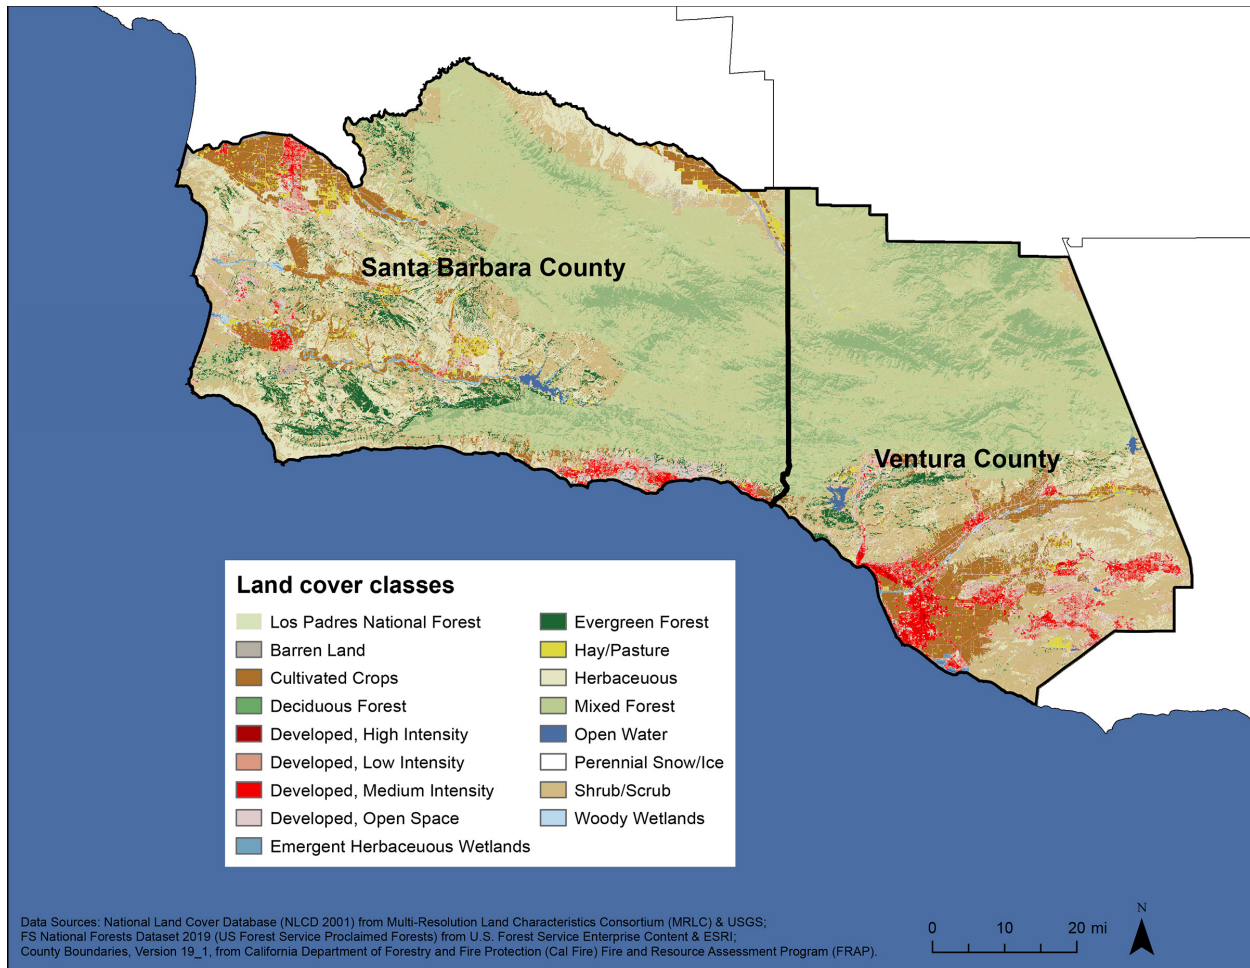 Santa Barbara County
Ventura County
Land cover classes
Los Padres National Forest
Barren Land
Cultivated Crops
Deciduous Forest
Developed, High Intensity
Developed, Low Intensity
Developed, Medium Intensity
Developed, Open Space
Emergent Herbaceuous Wetlands
Evergreen Forest
Hay/Pasture
Herbaceuous
Mixed Forest
Open Water
Perennial Snow/Ice
Shrub/Scrub
Woody Wetlands
Data Sources: National Land Cover Database (NLCD 2001) from Multi-Resolution Land Characteristics Consortium (MRLC) & USGS;
FS National Forests Dataset 2019 (US Forest Service Proclaimed Forests) from U.S. Forest Service Enterprise Content & ESRI;
County Boundaries, Version 19_1, from California Department of Forestry and Fire Protection (Cal Fire) Fire and Resource Assessment Program (FRAP).
0 10 20 mi
N